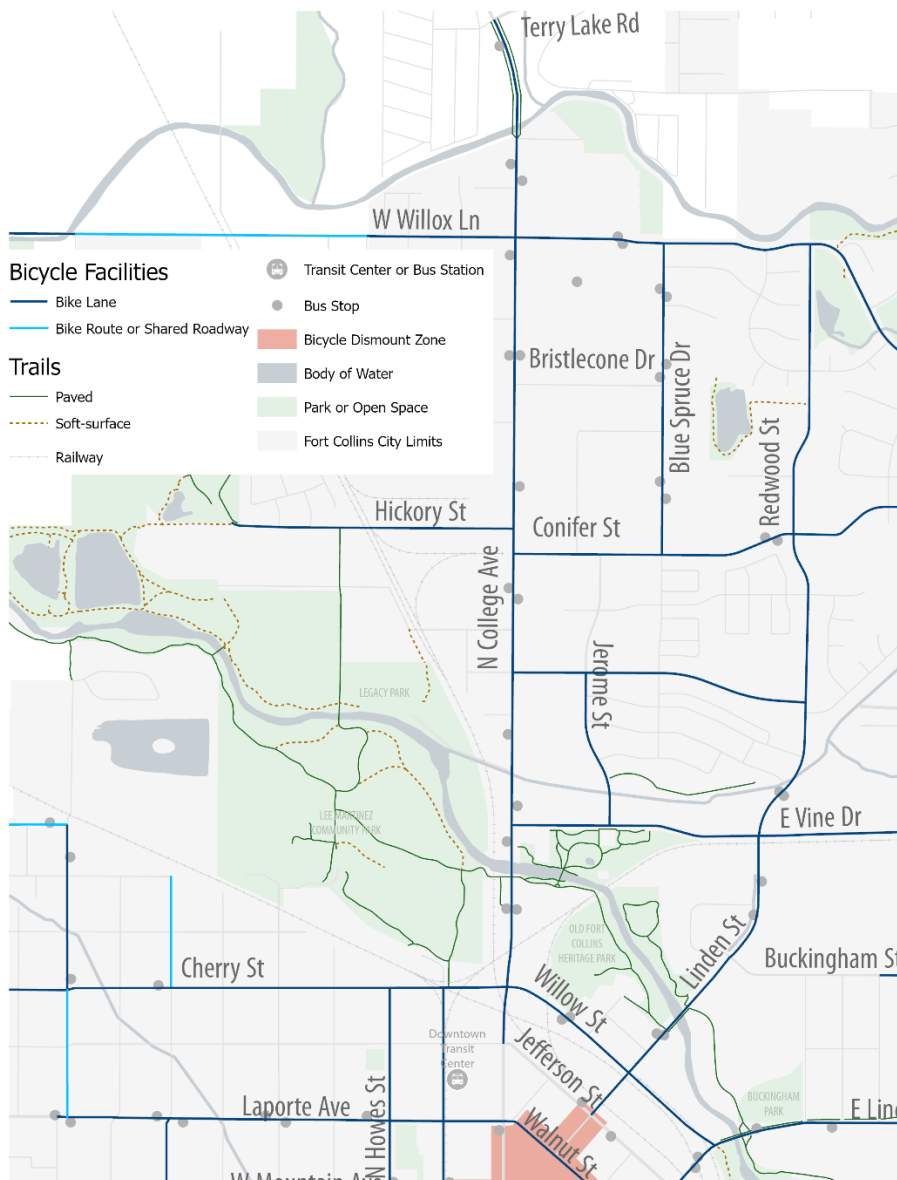 Terry Lake Rd
W Willox Ln
Bicycle Facilities
Bike Lane
Bike Route or Shared Roadway
Trails
Paved
Soft-surface
Railway
Transit Center or Bus Station
Bus Stop
Bicycle Dismount Zone
Body of Water
Park or Open Space
Fort Collins City Limits
Bristlecone Dr
Blue Spruce Dr
Redwood St
Hickory St
Conifer St
N College Ave
Jerome St
LEGACY PARK
LEE MARTINEZ
COMMUNITY PARK
E Vine Dr
OLD FORT
COLLINS
HERITAGE PARK
Linden St
Buckingham St
Cherry St
Willow St
Downtown
Transit
Center
Jefferson St
N Howes St
Laporte Ave
Walnut St
BUCKINGHAM
PARK
E Linc
W Mountain Ave